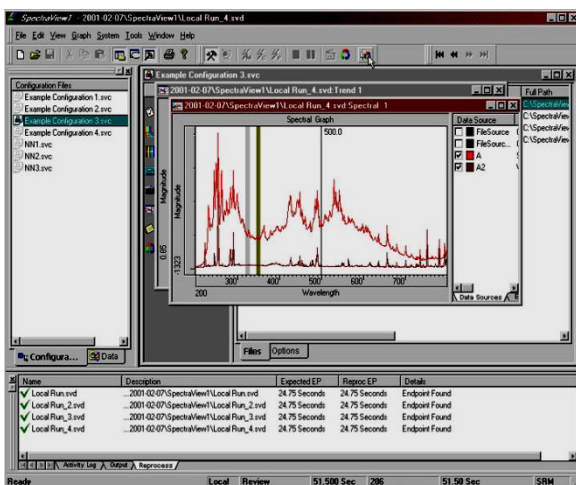 SpectraView1 - 2001-02-07\SpectraView1\Local Run_4.svd
File Edit View Graph System Tools Window Help
Configuration Files
Example Configuration 1.svc
Example Configuration 2.svc
Example Configuration 3.svc
Example Configuration 4.svc
NN1.svc
NN2.svc
NN3.svc
Configura...
Data
Example Configuration 3.svc
2001-02-07\SpectraView1\Local Run_4.svd:Trend 1
2001-02-07\SpectraView1\Local Run_4.svd:Spectral 1
Spectral Graph
500.0
Magnitude
Magnitude
0.85
-1323
200
300
400
500
600
700
Wavelength
Data Source
FileSource
FileSourc...
A
A2
Data Sources
Full Path
C:\SpectraView
C:\SpectraView
C:\SpectraView
C:\SpectraView
Files
Options
Name Description Expected EP Reproc EP Details
Local Run.svd ...2001-02-07\SpectraView1\Local Run.svd 24.75 Seconds 24.75 Seconds Endpoint Found
Local Run_2.svd ...2001-02-07\SpectraView1\Local Run_2.svd 24.75 Seconds 24.75 Seconds Endpoint Found
Local Run_3.svd ...2001-02-07\SpectraView1\Local Run_3.svd 24.75 Seconds 24.75 Seconds Endpoint Found
Local Run_4.svd ...2001-02-07\SpectraView1\Local Run_4.svd 24.75 Seconds 24.75 Seconds Endpoint Found
Activity Log Output Reprocess
Ready Local Review 51.500 Sec 206 51.50 Sec SRM